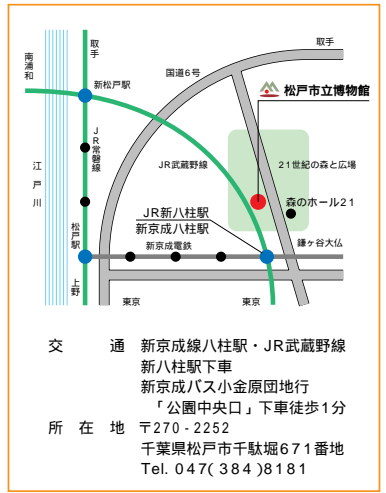 取手
取手
南浦和
国道6号
新松戸駅
松戸市立博物館
JR常磐線
JR武蔵野線
21世紀の森と広場
江戸川
森のホール21
JR新八柱駅
新京成八柱駅
松戸駅
新京成電鉄
鎌ヶ谷大仏
上野
東京
東京
交　　通　新京成線八柱駅・JR武蔵野線
新八柱駅下車
新京成バス小金原団地行
「公園中央口」下車徒歩1分
所 在 地　〒270-2252
千葉県松戸市千駄堀671番地
Tel. 047(384)8181